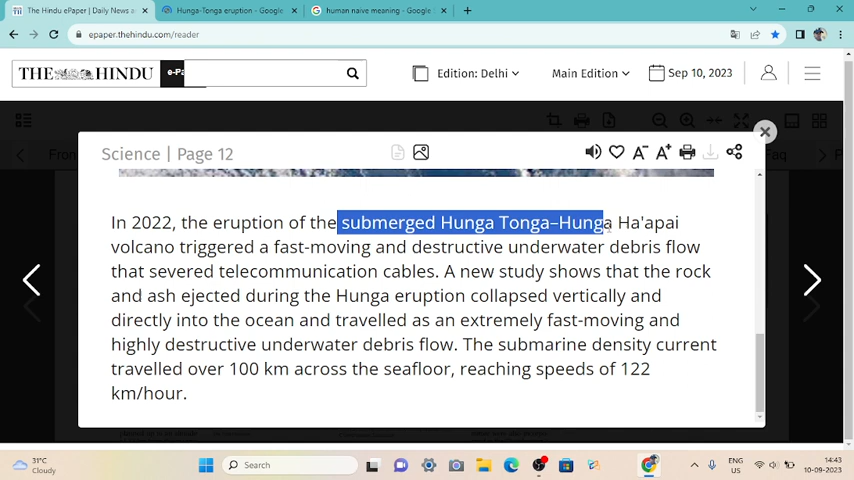 The Hindu ePaper | Daily News a
Hunga-Tonga eruption - Google
human naive meaning - Google
epaper.thehindu.com/reader
THE HINDU e-Pa
Edition: Delhi
Main Edition
Sep 10, 2023
Fron
Faq
Science | Page 12
A- A+
In 2022, the eruption of the submerged Hunga Tonga–Hunga Ha'apai
volcano triggered a fast-moving and destructive underwater debris flow
that severed telecommunication cables. A new study shows that the rock
and ash ejected during the Hunga eruption collapsed vertically and
directly into the ocean and travelled as an extremely fast-moving and
highly destructive underwater debris flow. The submarine density current
travelled over 100 km across the seafloor, reaching speeds of 122
km/hour.
31°C
Cloudy
Search
ENG
US
14:43
10-09-2023